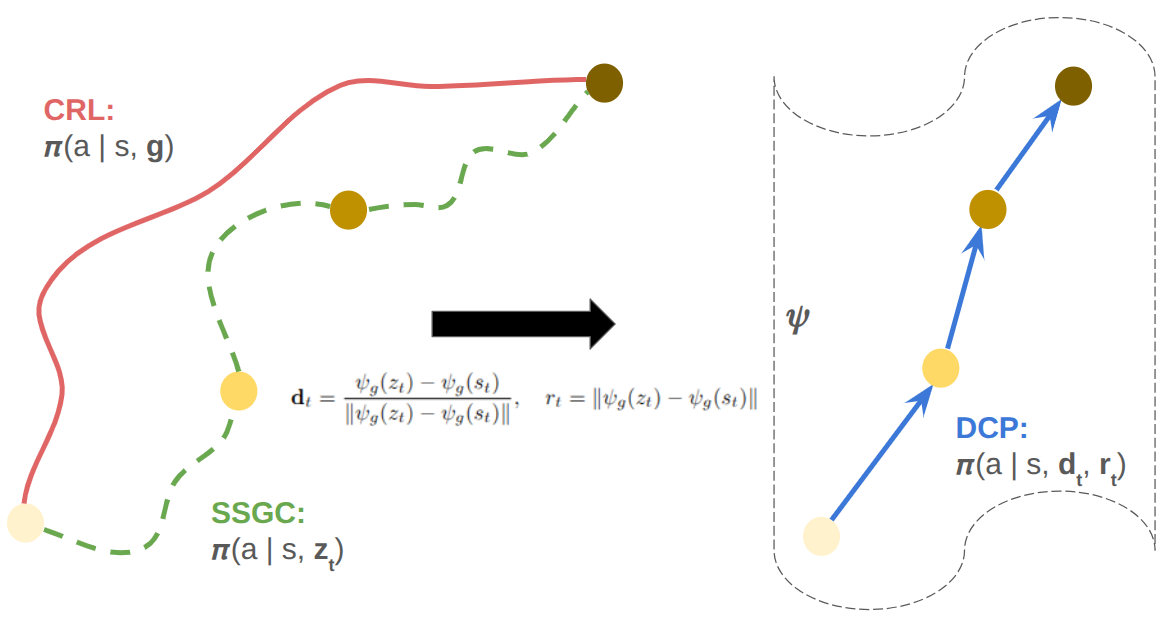 CRL:
π(a | s, g)
ψ
d_t = \frac{ψ_g(z_t) − ψ_g(s_t)}{‖ψ_g(z_t) − ψ_g(s_t)‖}, r_t = ‖ψ_g(z_t) − ψ_g(s_t)‖
DCP:
π(a | s, d_t, r_t)
SSGC:
π(a | s, z_t)